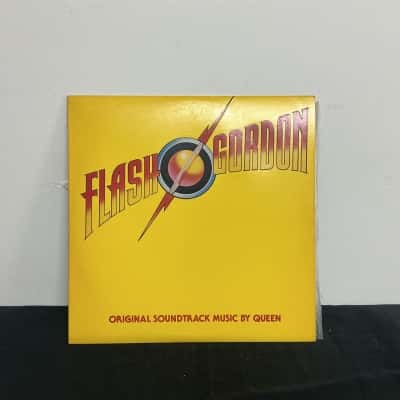 FLASH GORDON
ORIGINAL SOUNDTRACK MUSIC BY QUEEN